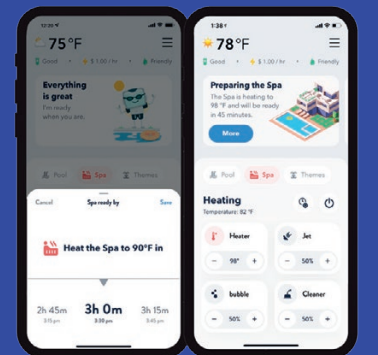 75°F
Good
$ 1.00 / hr
Friendly
Everything
is great
I'm ready
when you are.
Pool
Spa
Themes
Cancel
Spa ready by
Save
Heat the Spa to 90°F in
2h 45m
3h 0m
3h 15m
3:15 pm
3:30 pm
3:45 pm
1:38
78°F
Good
$ 1.00 / hr
Friendly
Preparing the Spa
The Spa is heating to
98 °F and will be ready
in 45 minutes.
More
Pool
Spa
Themes
Heating
Temperature: 82 °F
Heater
Jet
- 98° +
- 50% +
bubble
Cleaner
- 50% +
- 50% +